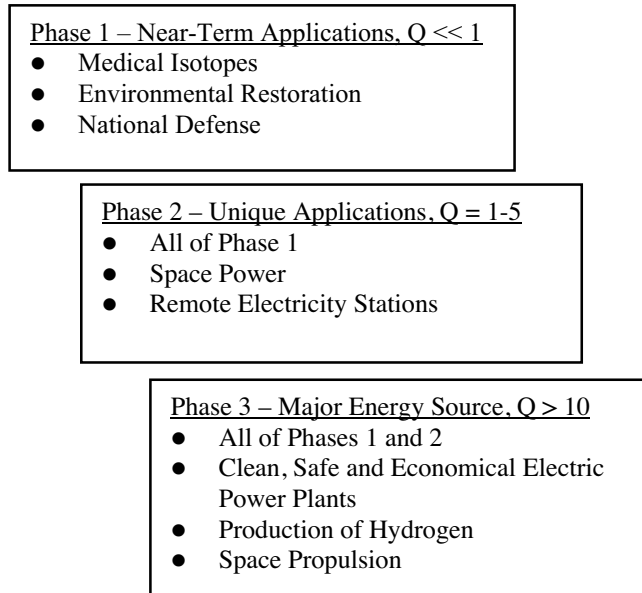 Phase 1 – Near-Term Applications, Q << 1
● Medical Isotopes
● Environmental Restoration
● National Defense
Phase 2 – Unique Applications, Q = 1-5
● All of Phase 1
● Space Power
● Remote Electricity Stations
Phase 3 – Major Energy Source, Q > 10
● All of Phases 1 and 2
● Clean, Safe and Economical Electric
Power Plants
● Production of Hydrogen
● Space Propulsion